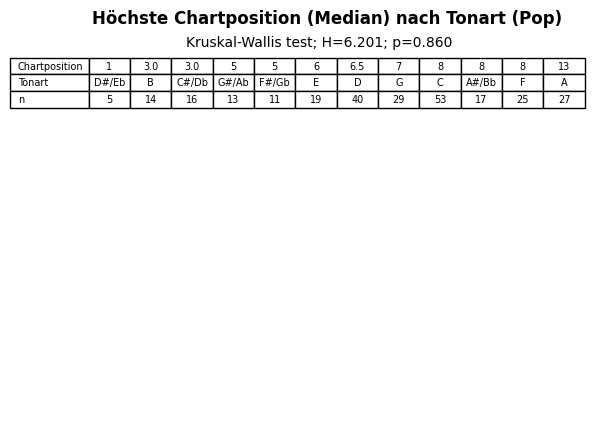 Höchste Chartposition (Median) nach Tonart (Pop)
Kruskal-Wallis test; H=6.201; p=0.860
Chartposition 1 3.0 3.0 5 5 6 6.5 7 8 8 8 13
Tonart D#/Eb B C#/Db G#/Ab F#/Gb E D G C A#/Bb F A
n 5 14 16 13 11 19 40 29 53 17 25 27